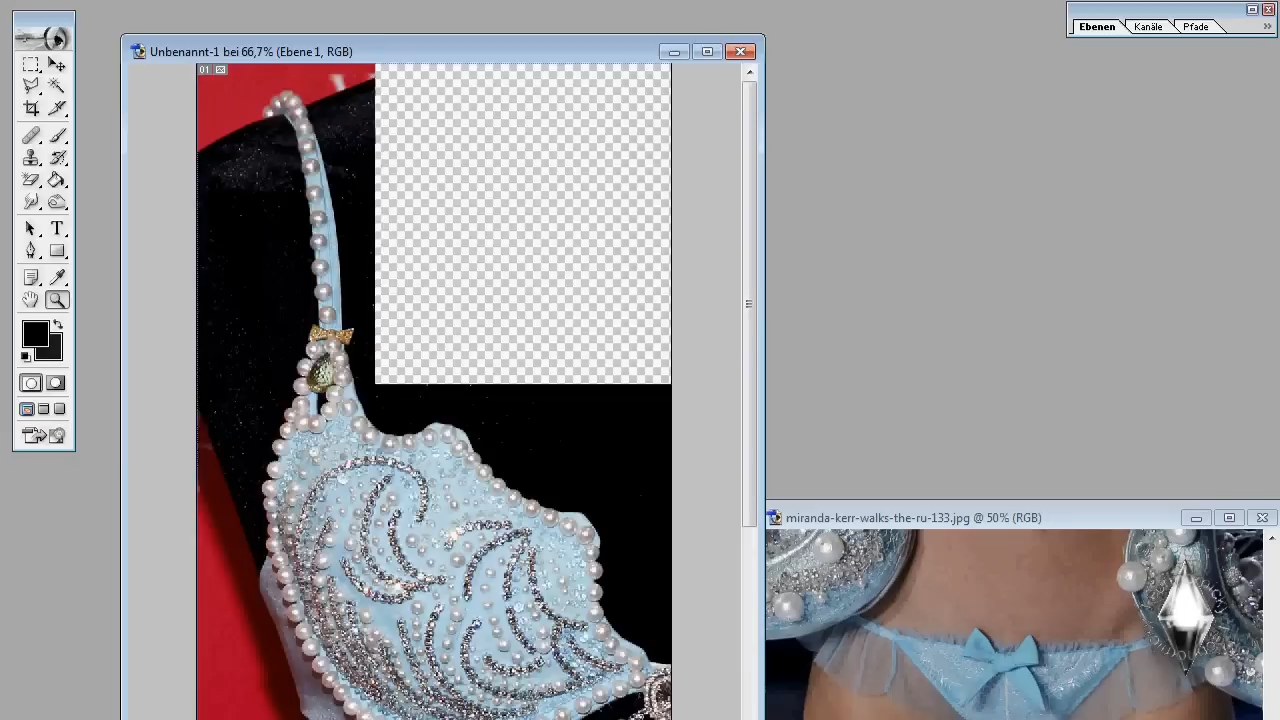 Ebenen Kanäle Pfade
Unbenannt-1 bei 66,7% (Ebene 1, RGB)
01
T
miranda-kerr-walks-the-ru-133.jpg @ 50% (RGB)